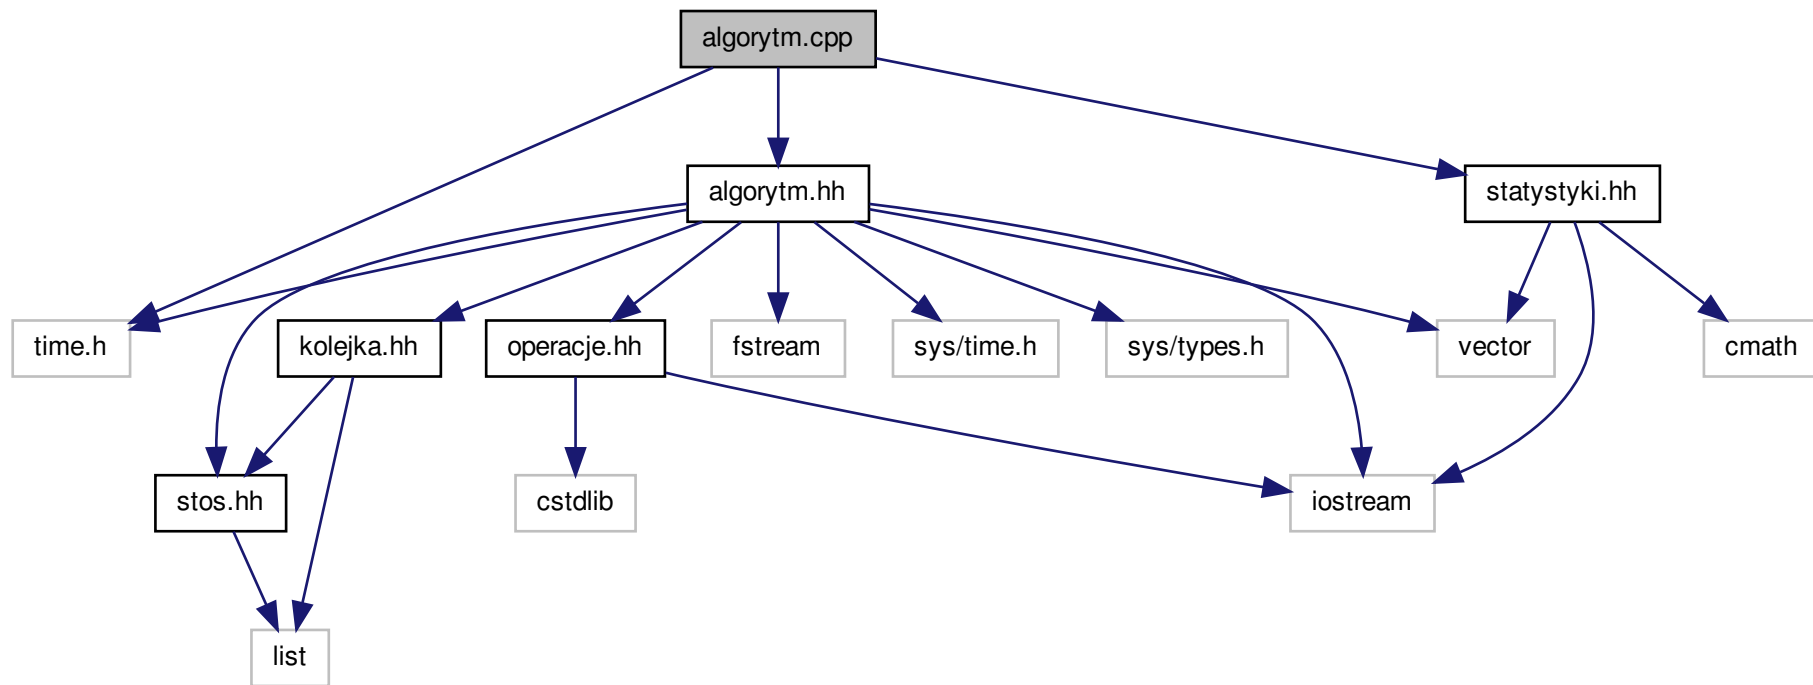 algorytm.cpp
algorytm.hh
statystyki.hh
time.h
kolejka.hh
operacje.hh
fstream
sys/time.h
sys/types.h
vector
cmath
stos.hh
cstdlib
iostream
list